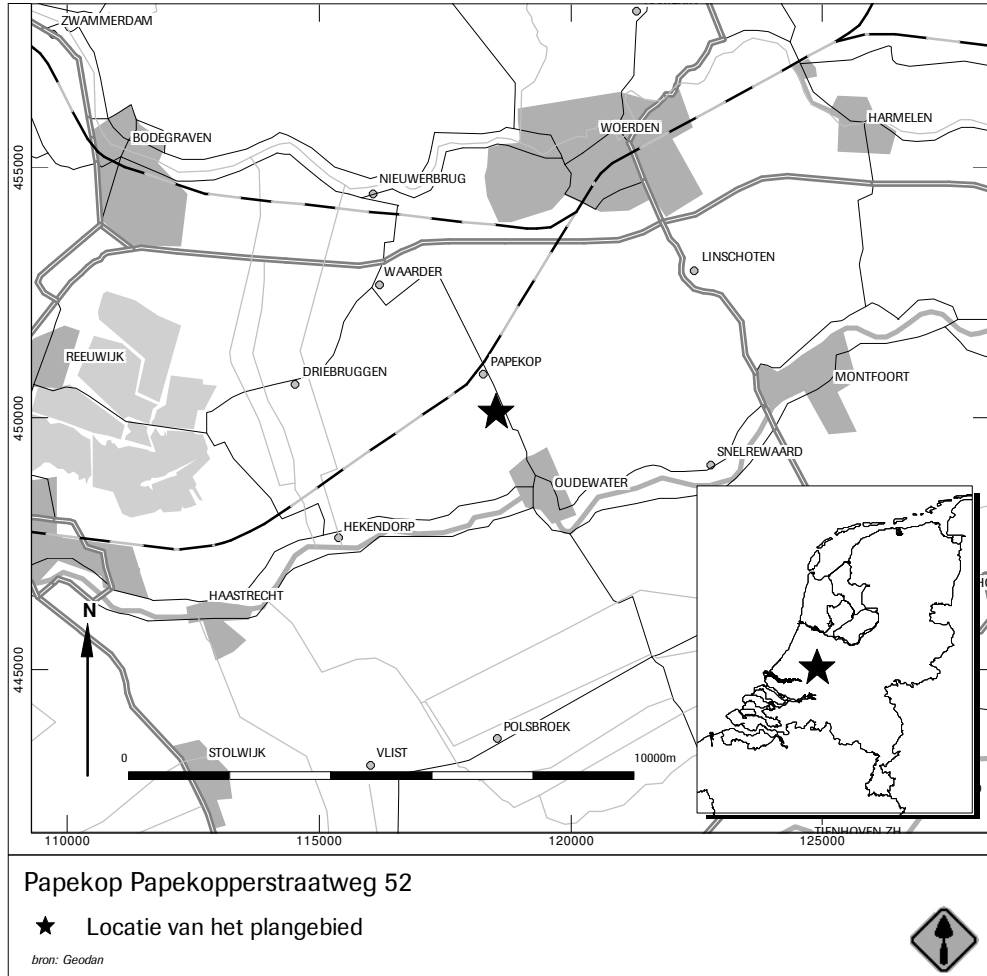 ZWAMMERDAM
BODEGRAVEN
WOERDEN
HARMELEN
455000
NIEUWERBRUG
LINSCHOTEN
WAARDER
REEUWIJK
DRIEBRUGGEN
PAPEKOP
MONTFOORT
450000
SNELREWAARD
OUDEWATER
HEKENDORP
HAASTRECHT
N
445000
POLSBROEK
STOLWIJK
VLIST
0
10000m
TIENHOVEN ZH
110000
115000
120000
125000
Papekop Papekopperstraatweg 52
Locatie van het plangebied
bron: Geodan